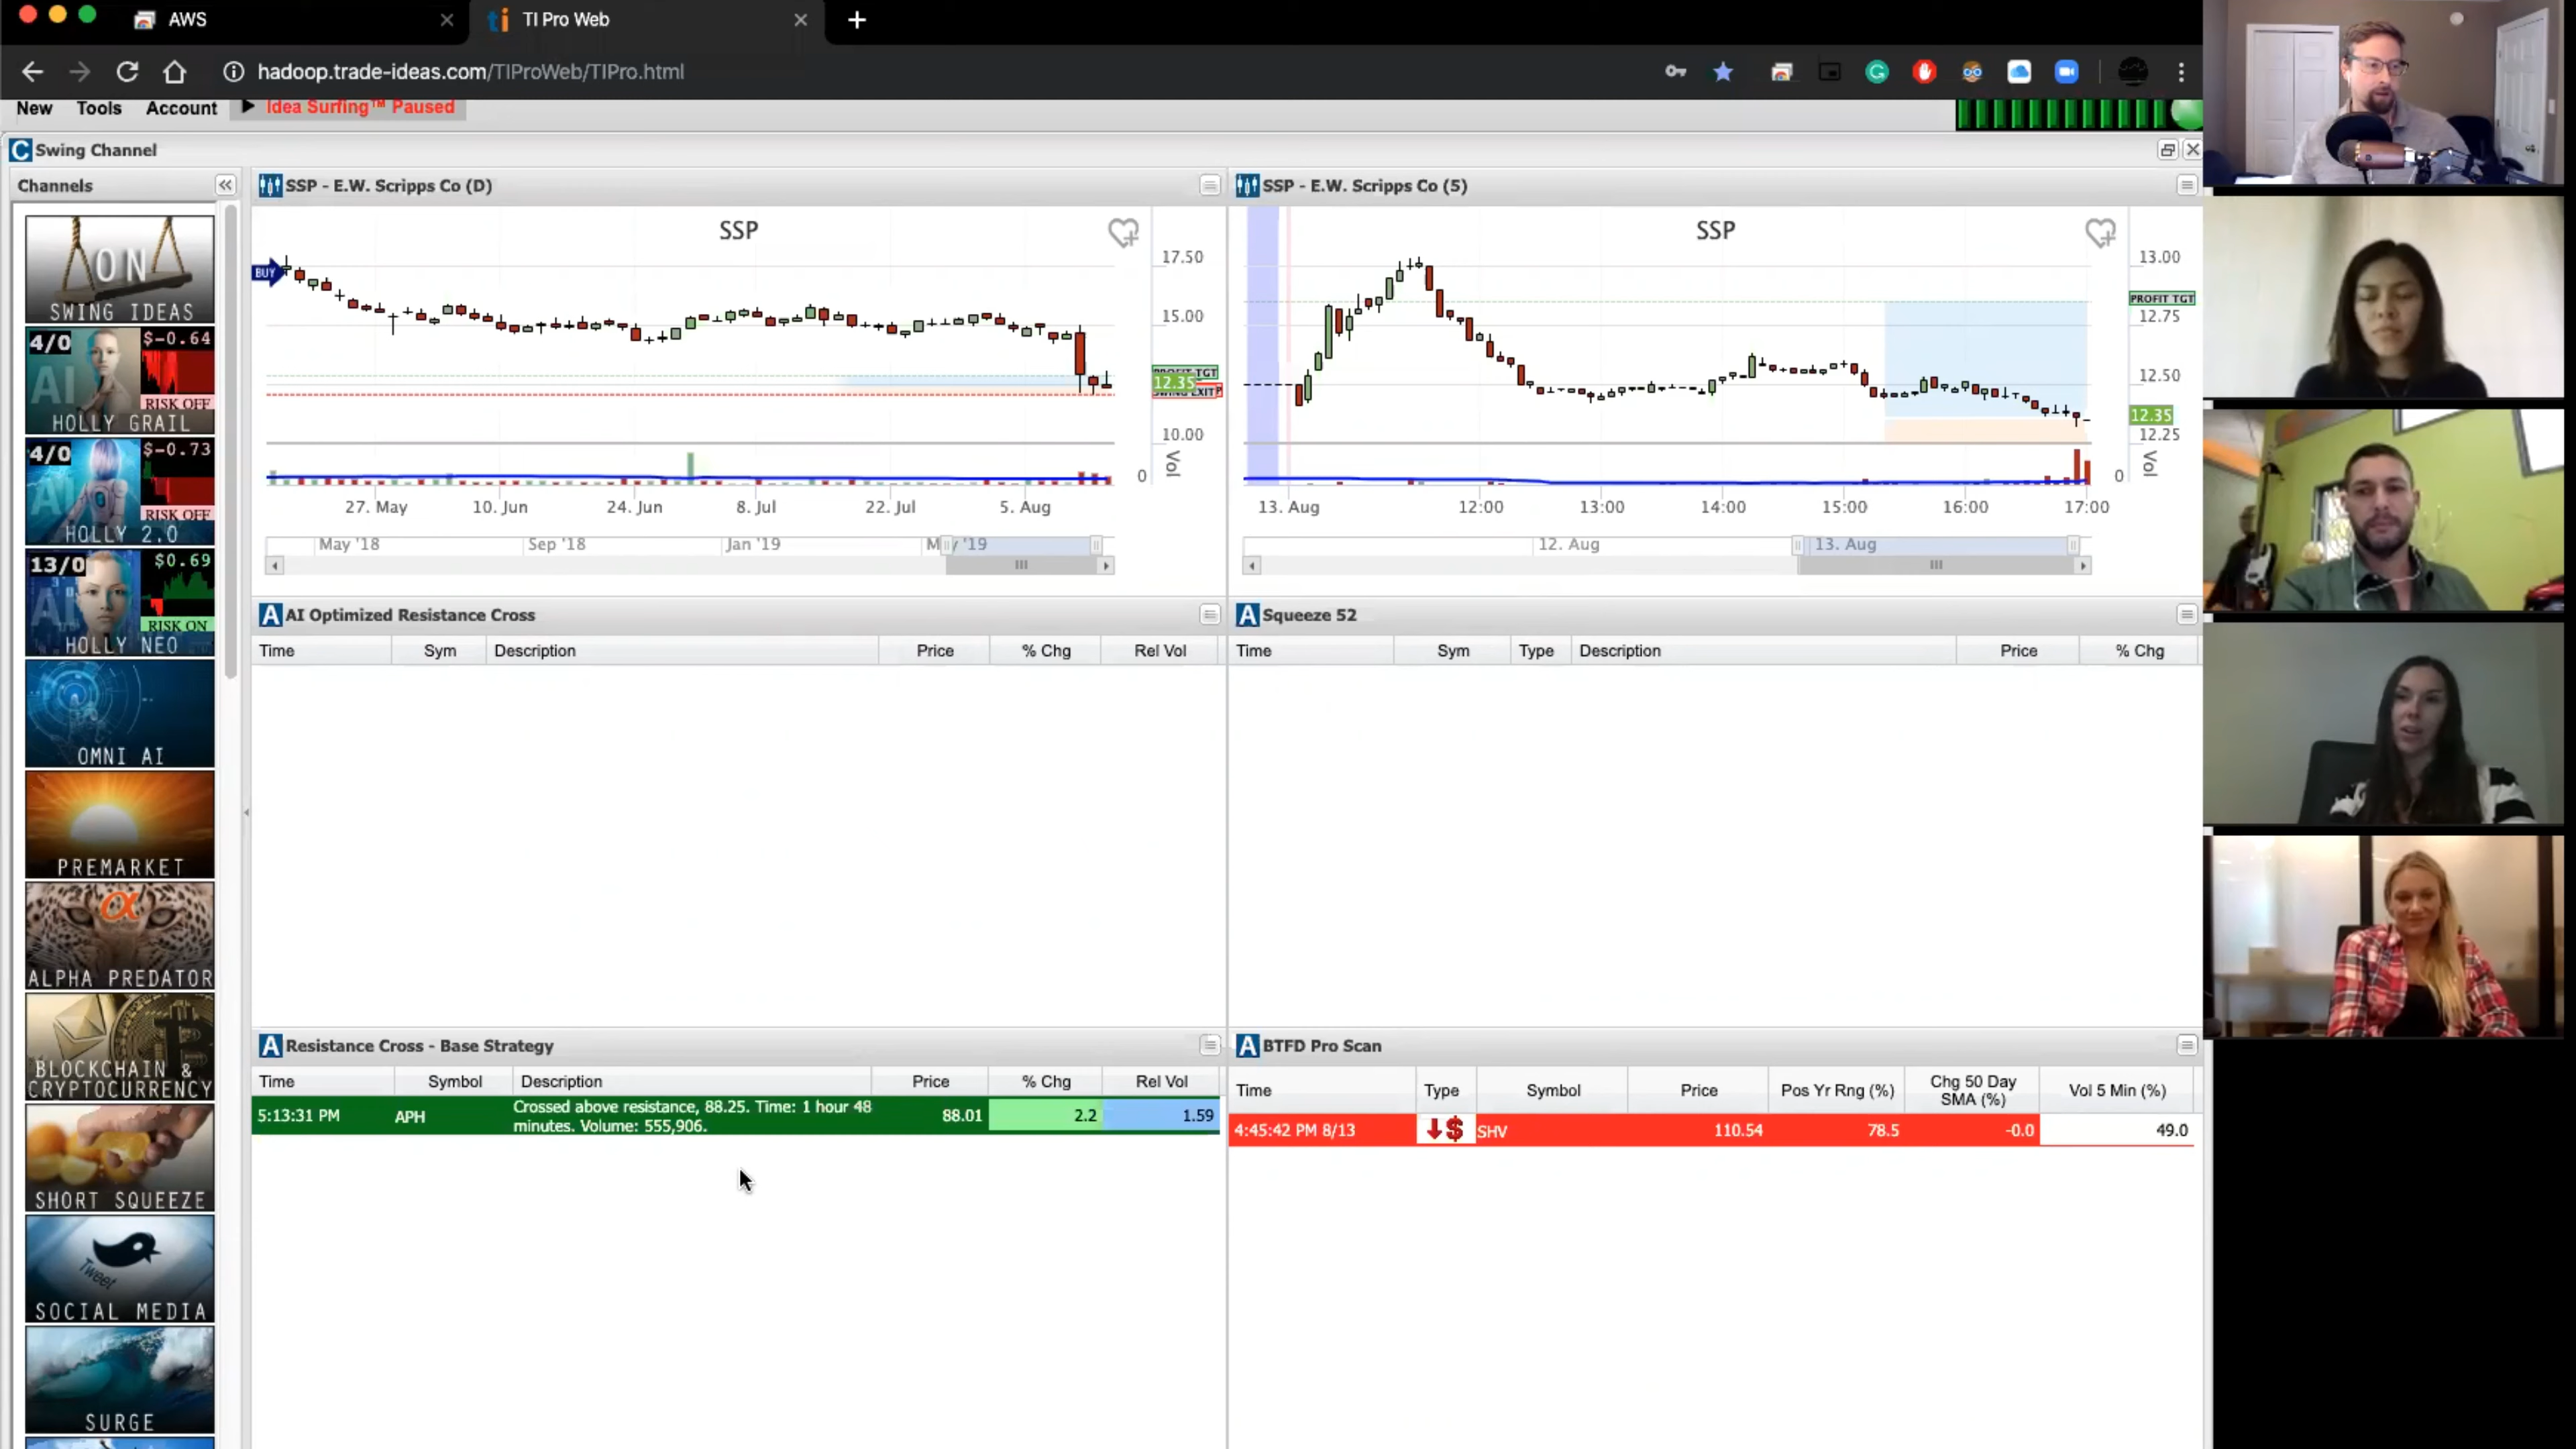 AWS
TI Pro Web
hadoop.trade-ideas.com/TIProWeb/TIPro.html
New Tools Account Idea Surfing™ Paused
Swing Channel
Channels
ON
SWING IDEAS
4/0 $-0.64
AI
RISK OFF
HOLLY GRAIL
4/0 $-0.73
AI
RISK OFF
HOLLY 2.0
13/0 $0.69
AI
RISK ON
HOLLY NEO
OMNI AI
PREMARKET
α
ALPHA PREDATOR
BLOCKCHAIN &
CRYPTOCURRENCY
SHORT SQUEEZE
Tweet
SOCIAL MEDIA
SURGE
SSP - E.W. Scripps Co (D)
SSP
BUY
17.50
15.00
12.35
10.00
Vol
0
27. May 10. Jun 24. Jun 8. Jul 22. Jul 5. Aug
May '18 Sep '18 Jan '19 May '19
SSP - E.W. Scripps Co (5)
SSP
13.00
PROFIT TGT
12.75
12.50
12.35
12.25
Vol
0
13. Aug 12:00 13:00 14:00 15:00 16:00 17:00
12. Aug 13. Aug
A AI Optimized Resistance Cross
Time Sym Description Price % Chg Rel Vol
A Squeeze 52
Time Sym Type Description Price % Chg
A Resistance Cross - Base Strategy
Time Symbol Description Price % Chg Rel Vol
5:13:31 PM APH Crossed above resistance, 88.25. Time: 1 hour 48 88.01 2.2 1.59
minutes. Volume: 555,906.
A BTFD Pro Scan
Time Type Symbol Price Pos Yr Rng (%) Chg 50 Day Vol 5 Min (%)
SMA (%)
4:45:42 PM 8/13 $ SHV 110.54 78.5 -0.0 49.0